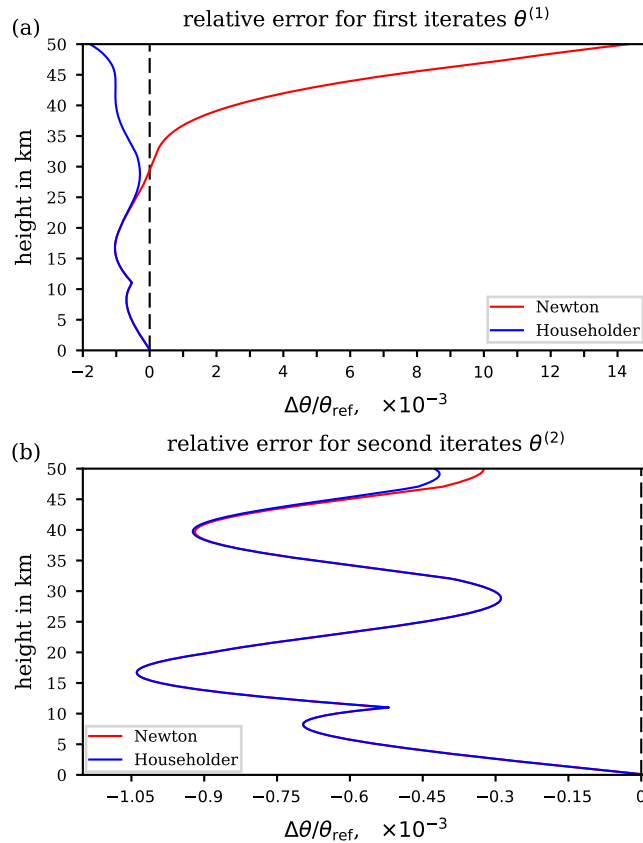 relative error for first iterates θ^(1)
(a)
50
45
40
35
30
25
20
15
10
5
0
height in km
Newton
Householder
−2 0 2 4 6 8 10 12 14
Δθ/θ_ref, ×10^−3
relative error for second iterates θ^(2)
(b)
50
45
40
35
30
25
20
15
10
5
0
height in km
Newton
Householder
−1.05 −0.9 −0.75 −0.6 −0.45 −0.3 −0.15 0
Δθ/θ_ref, ×10^−3